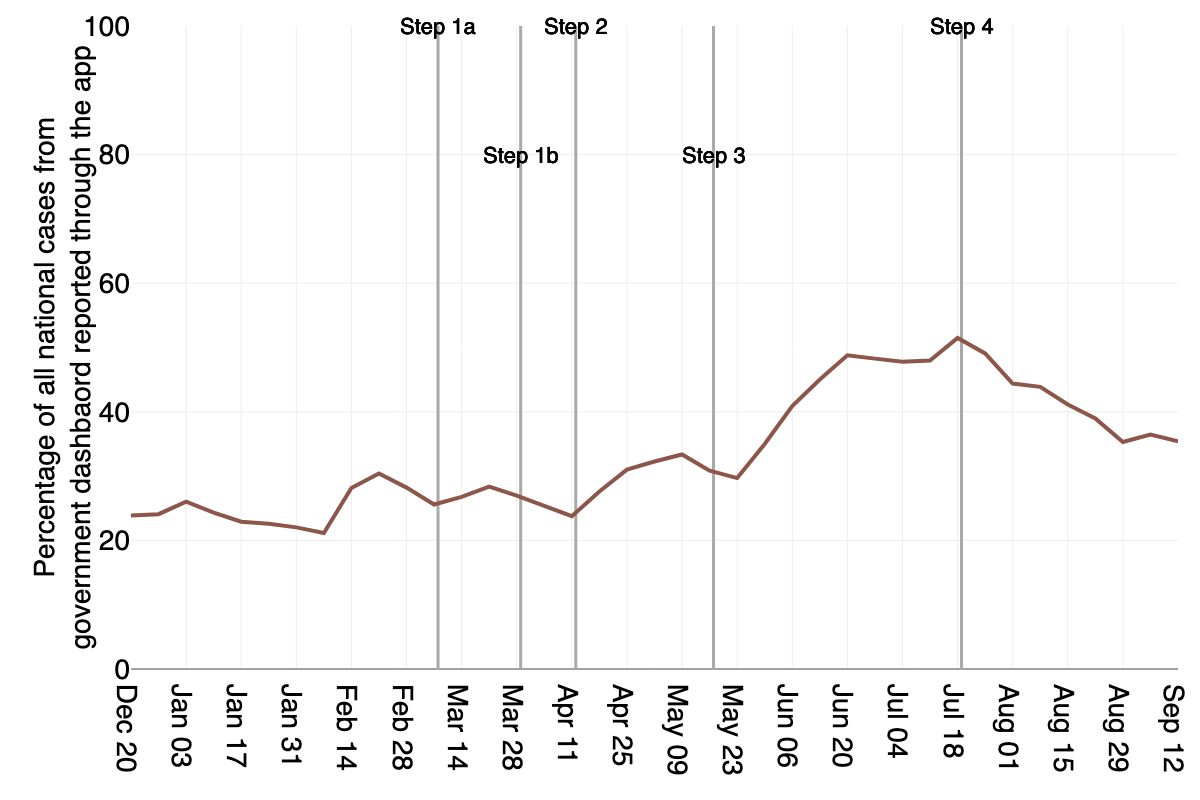 Percentage of all national cases from
government dashbaord reported through the app
100
80
60
40
20
0
Step 1a
Step 2
Step 4
Step 1b
Step 3
Dec 20
Jan 03
Jan 17
Jan 31
Feb 14
Feb 28
Mar 14
Mar 28
Apr 11
Apr 25
May 09
May 23
Jun 06
Jun 20
Jul 04
Jul 18
Aug 01
Aug 15
Aug 29
Sep 12